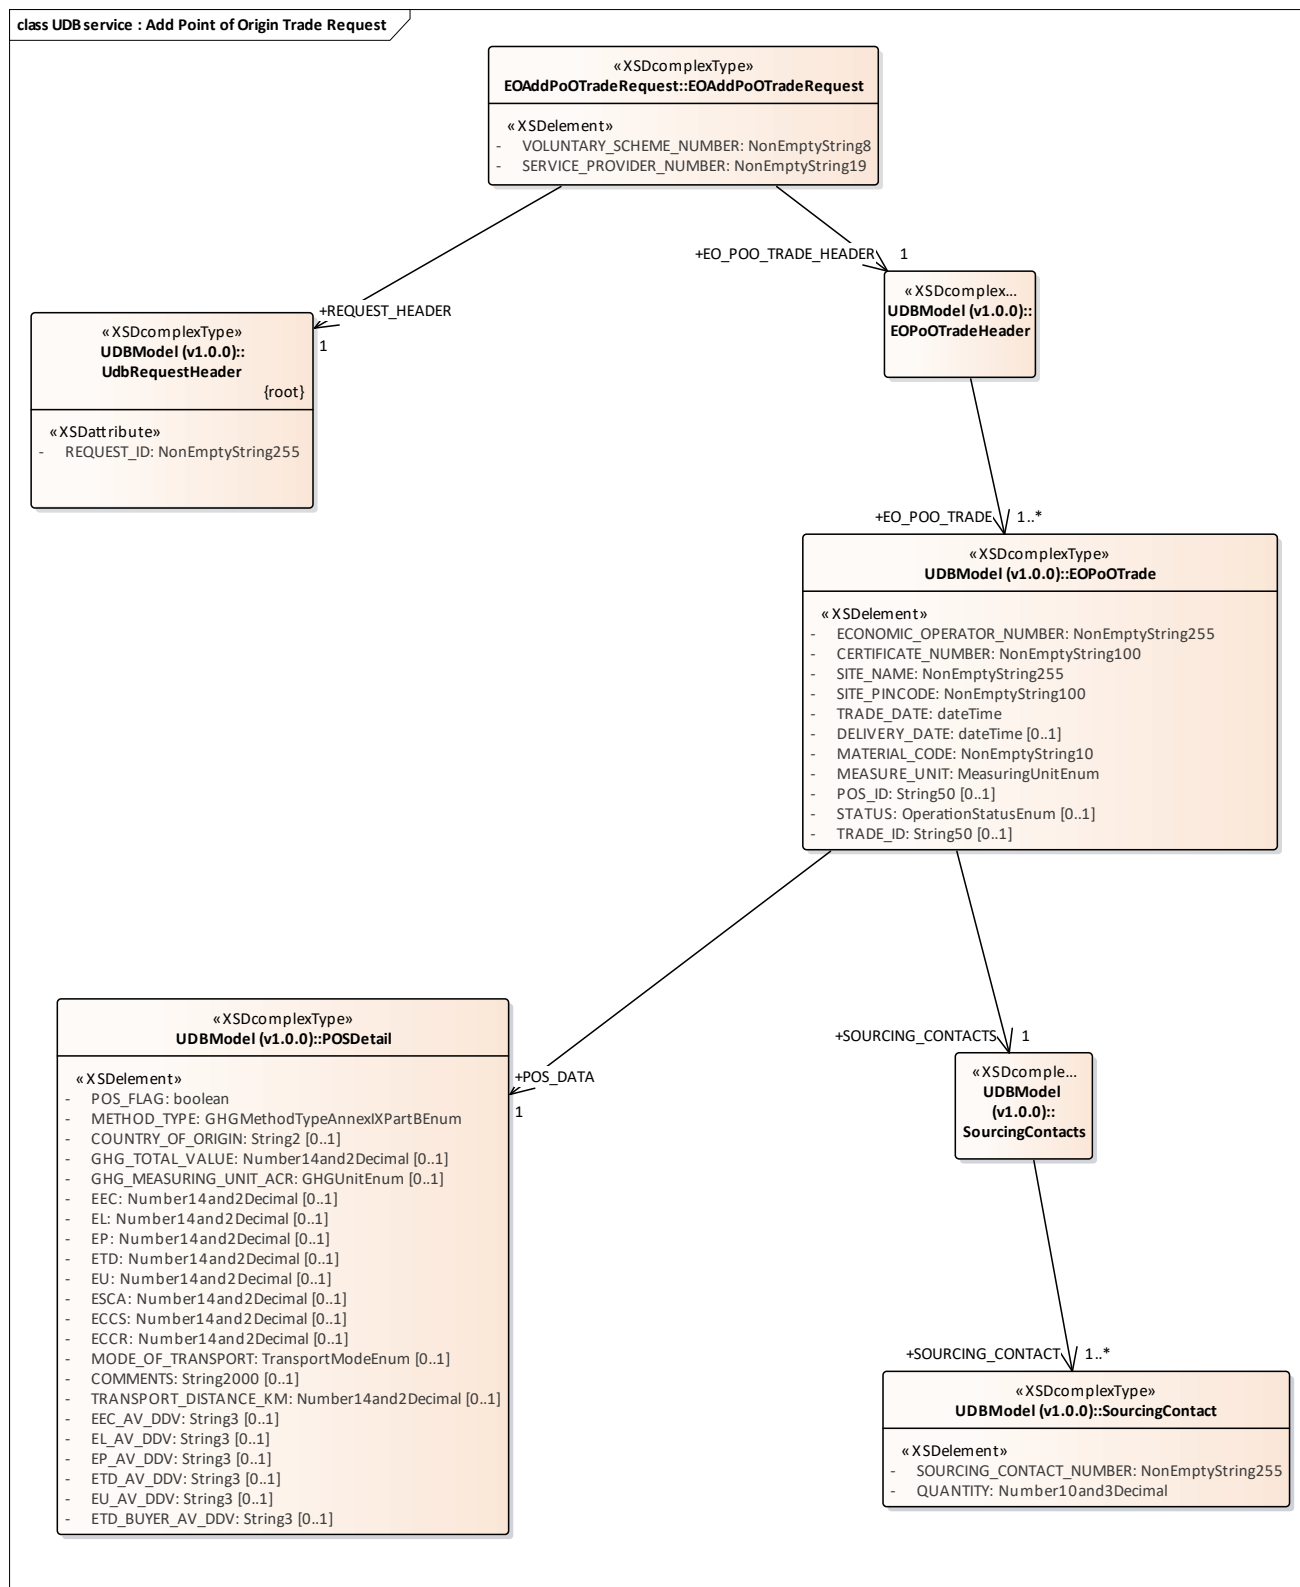 class UDB service : Add Point of Origin Trade Request
«XSDcomplexType»
EOAddPoOTradeRequest::EOAddPoOTradeRequest
«XSDelement»
- VOLUNTARY_SCHEME_NUMBER: NonEmptyString8
- SERVICE_PROVIDER_NUMBER: NonEmptyString19
+EO_POO_TRADE_HEADER 1
«XSDcomplex...
UDBModel (v1.0.0)::
EOPoOTradeHeader
+REQUEST_HEADER
1
«XSDcomplexType»
UDBModel (v1.0.0)::
UdbRequestHeader
{root}
«XSDattribute»
- REQUEST_ID: NonEmptyString255
+EO_POO_TRADE 1..*
«XSDcomplexType»
UDBModel (v1.0.0)::EOPoOTrade
«XSDelement»
- ECONOMIC_OPERATOR_NUMBER: NonEmptyString255
- CERTIFICATE_NUMBER: NonEmptyString100
- SITE_NAME: NonEmptyString255
- SITE_PINCODE: NonEmptyString100
- TRADE_DATE: dateTime
- DELIVERY_DATE: dateTime [0..1]
- MATERIAL_CODE: NonEmptyString10
- MEASURE_UNIT: MeasuringUnitEnum
- POS_ID: String50 [0..1]
- STATUS: OperationStatusEnum [0..1]
- TRADE_ID: String50 [0..1]
+POS_DATA
1
«XSDcomplexType»
UDBModel (v1.0.0)::POSDetail
«XSDelement»
- POS_FLAG: boolean
- METHOD_TYPE: GHGMethodTypeAnnexIXPartBEnum
- COUNTRY_OF_ORIGIN: String2 [0..1]
- GHG_TOTAL_VALUE: Number14and2Decimal [0..1]
- GHG_MEASURING_UNIT_ACR: GHGUnitEnum [0..1]
- EEC: Number14and2Decimal [0..1]
- EL: Number14and2Decimal [0..1]
- EP: Number14and2Decimal [0..1]
- ETD: Number14and2Decimal [0..1]
- EU: Number14and2Decimal [0..1]
- ESCA: Number14and2Decimal [0..1]
- ECCS: Number14and2Decimal [0..1]
- ECCR: Number14and2Decimal [0..1]
- MODE_OF_TRANSPORT: TransportModeEnum [0..1]
- COMMENTS: String2000 [0..1]
- TRANSPORT_DISTANCE_KM: Number14and2Decimal [0..1]
- EEC_AV_DDV: String3 [0..1]
- EL_AV_DDV: String3 [0..1]
- EP_AV_DDV: String3 [0..1]
- ETD_AV_DDV: String3 [0..1]
- EU_AV_DDV: String3 [0..1]
- ETD_BUYER_AV_DDV: String3 [0..1]
+SOURCING_CONTACTS 1
«XSDcomple...
UDBModel
(v1.0.0)::
SourcingContacts
+SOURCING_CONTACT 1..*
«XSDcomplexType»
UDBModel (v1.0.0)::SourcingContact
«XSDelement»
- SOURCING_CONTACT_NUMBER: NonEmptyString255
- QUANTITY: Number10and3Decimal